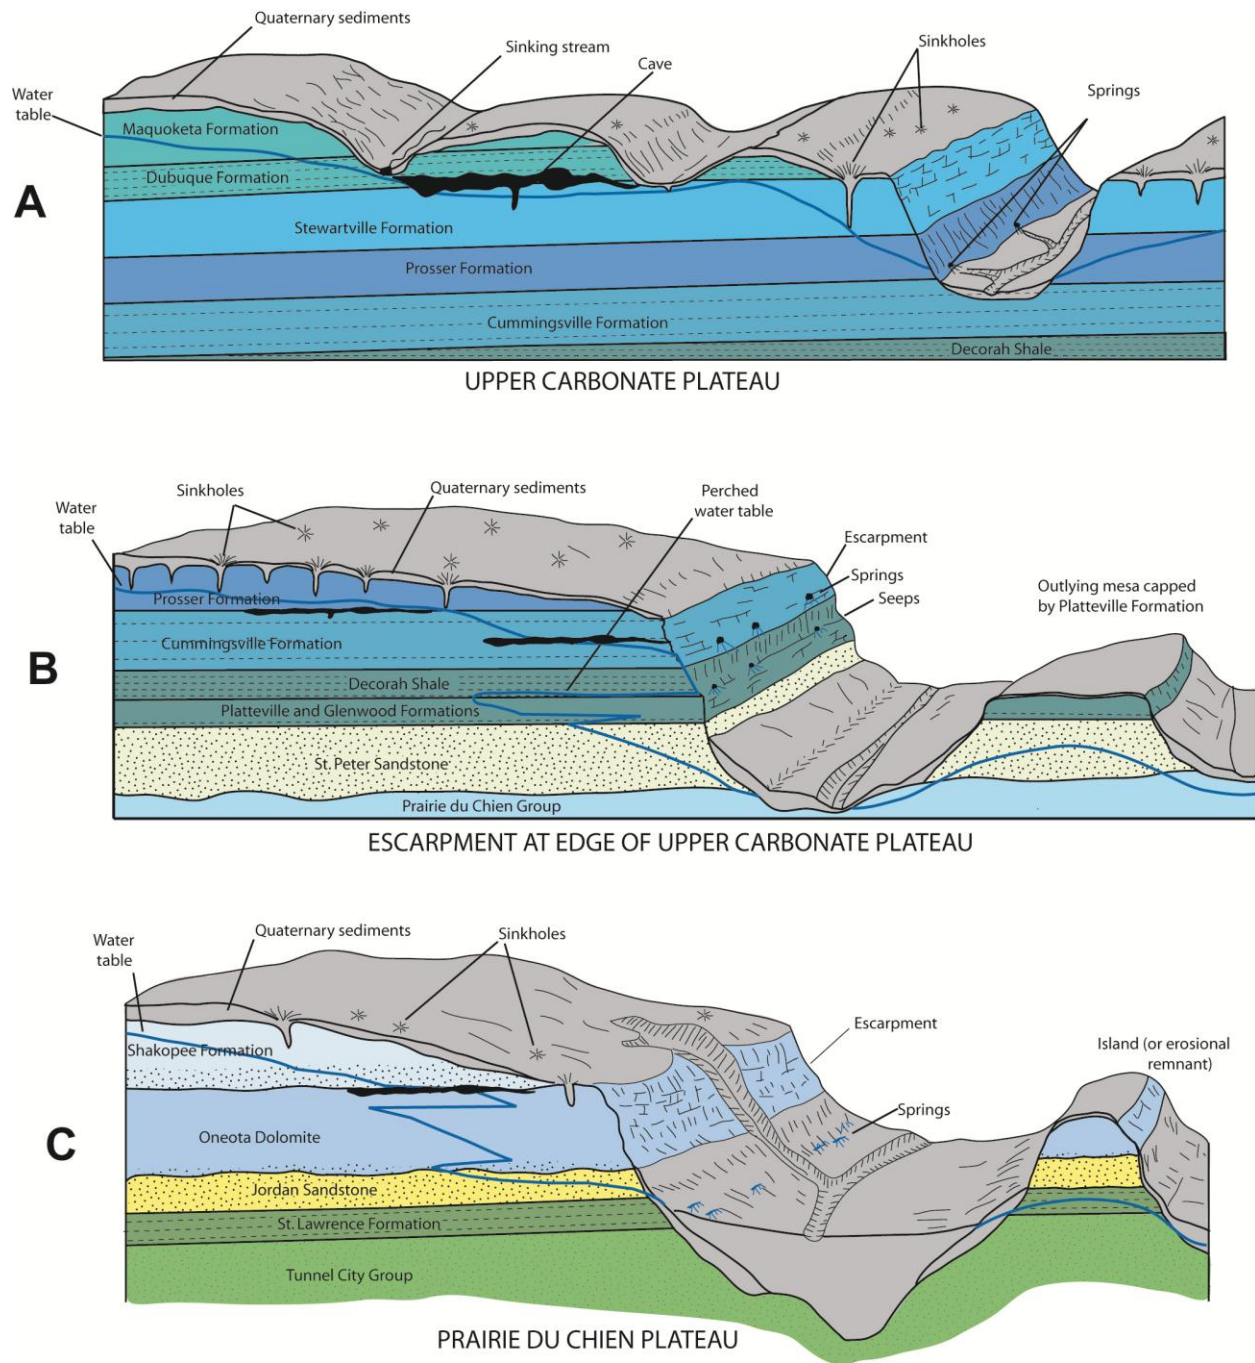 Quaternary sediments
Sinking stream
Cave
Sinkholes
Springs
Water
table
Maquoketa Formation
Dubuque Formation
A
Stewartville Formation
Prosser Formation
Cummingsville Formation
Decorah Shale
UPPER CARBONATE PLATEAU
Sinkholes
Quaternary sediments
Perched
water table
Water
table
Escarpment
Springs
Seeps
Outlying mesa capped
by Platteville Formation
Prosser Formation
Cummingsville Formation
B
Decorah Shale
Platteville and Glenwood Formations
St. Peter Sandstone
Prairie du Chien Group
ESCARPMENT AT EDGE OF UPPER CARBONATE PLATEAU
Quaternary sediments
Sinkholes
Water
table
Escarpment
Island (or erosional
remnant)
Shakopee Formation
Springs
Oneota Dolomite
C
Jordan Sandstone
St. Lawrence Formation
Tunnel City Group
PRAIRIE DU CHIEN PLATEAU